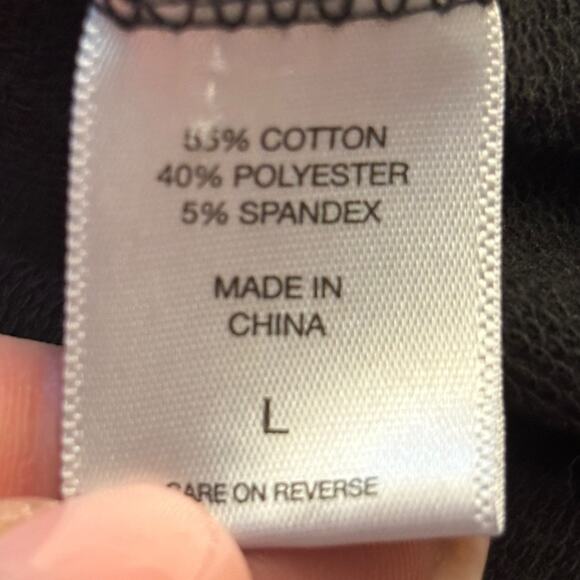 55% COTTON
40% POLYESTER
5% SPANDEX
MADE IN
CHINA
L
CARE ON REVERSE